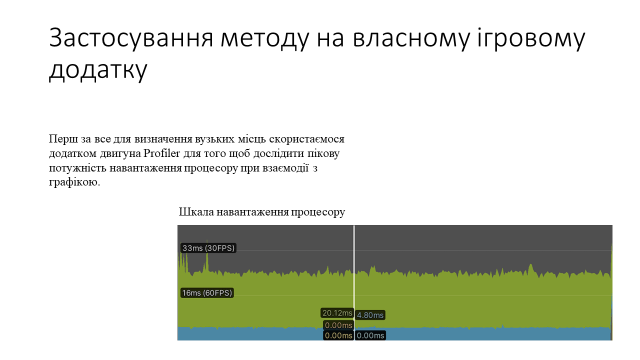 Застосування методу на власному ігровому
додатку
Перш за все для визначення вузьких місць скористаємося
додатком двигуна Profiler для того щоб дослідити пікову
потужність навантаження процесору при взаємодії з
графікою.
Шкала навантаження процесору
33ms (30FPS)
16ms (60FPS)
20.12ms 4.80ms
0.00ms
0.00ms 0.00ms